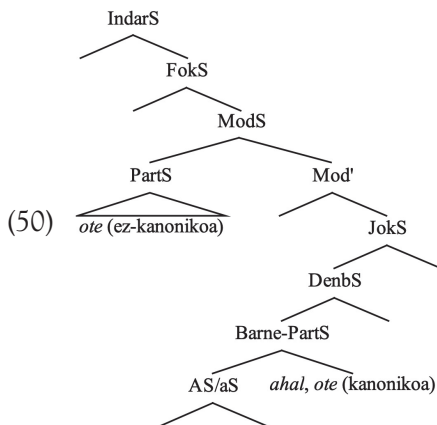 IndarS
FokS
ModS
PartS Mod'
(50) ote (ez-kanonikoa)
JokS
DenbS
Barne-PartS
AS/aS ahal, ote (kanonikoa)